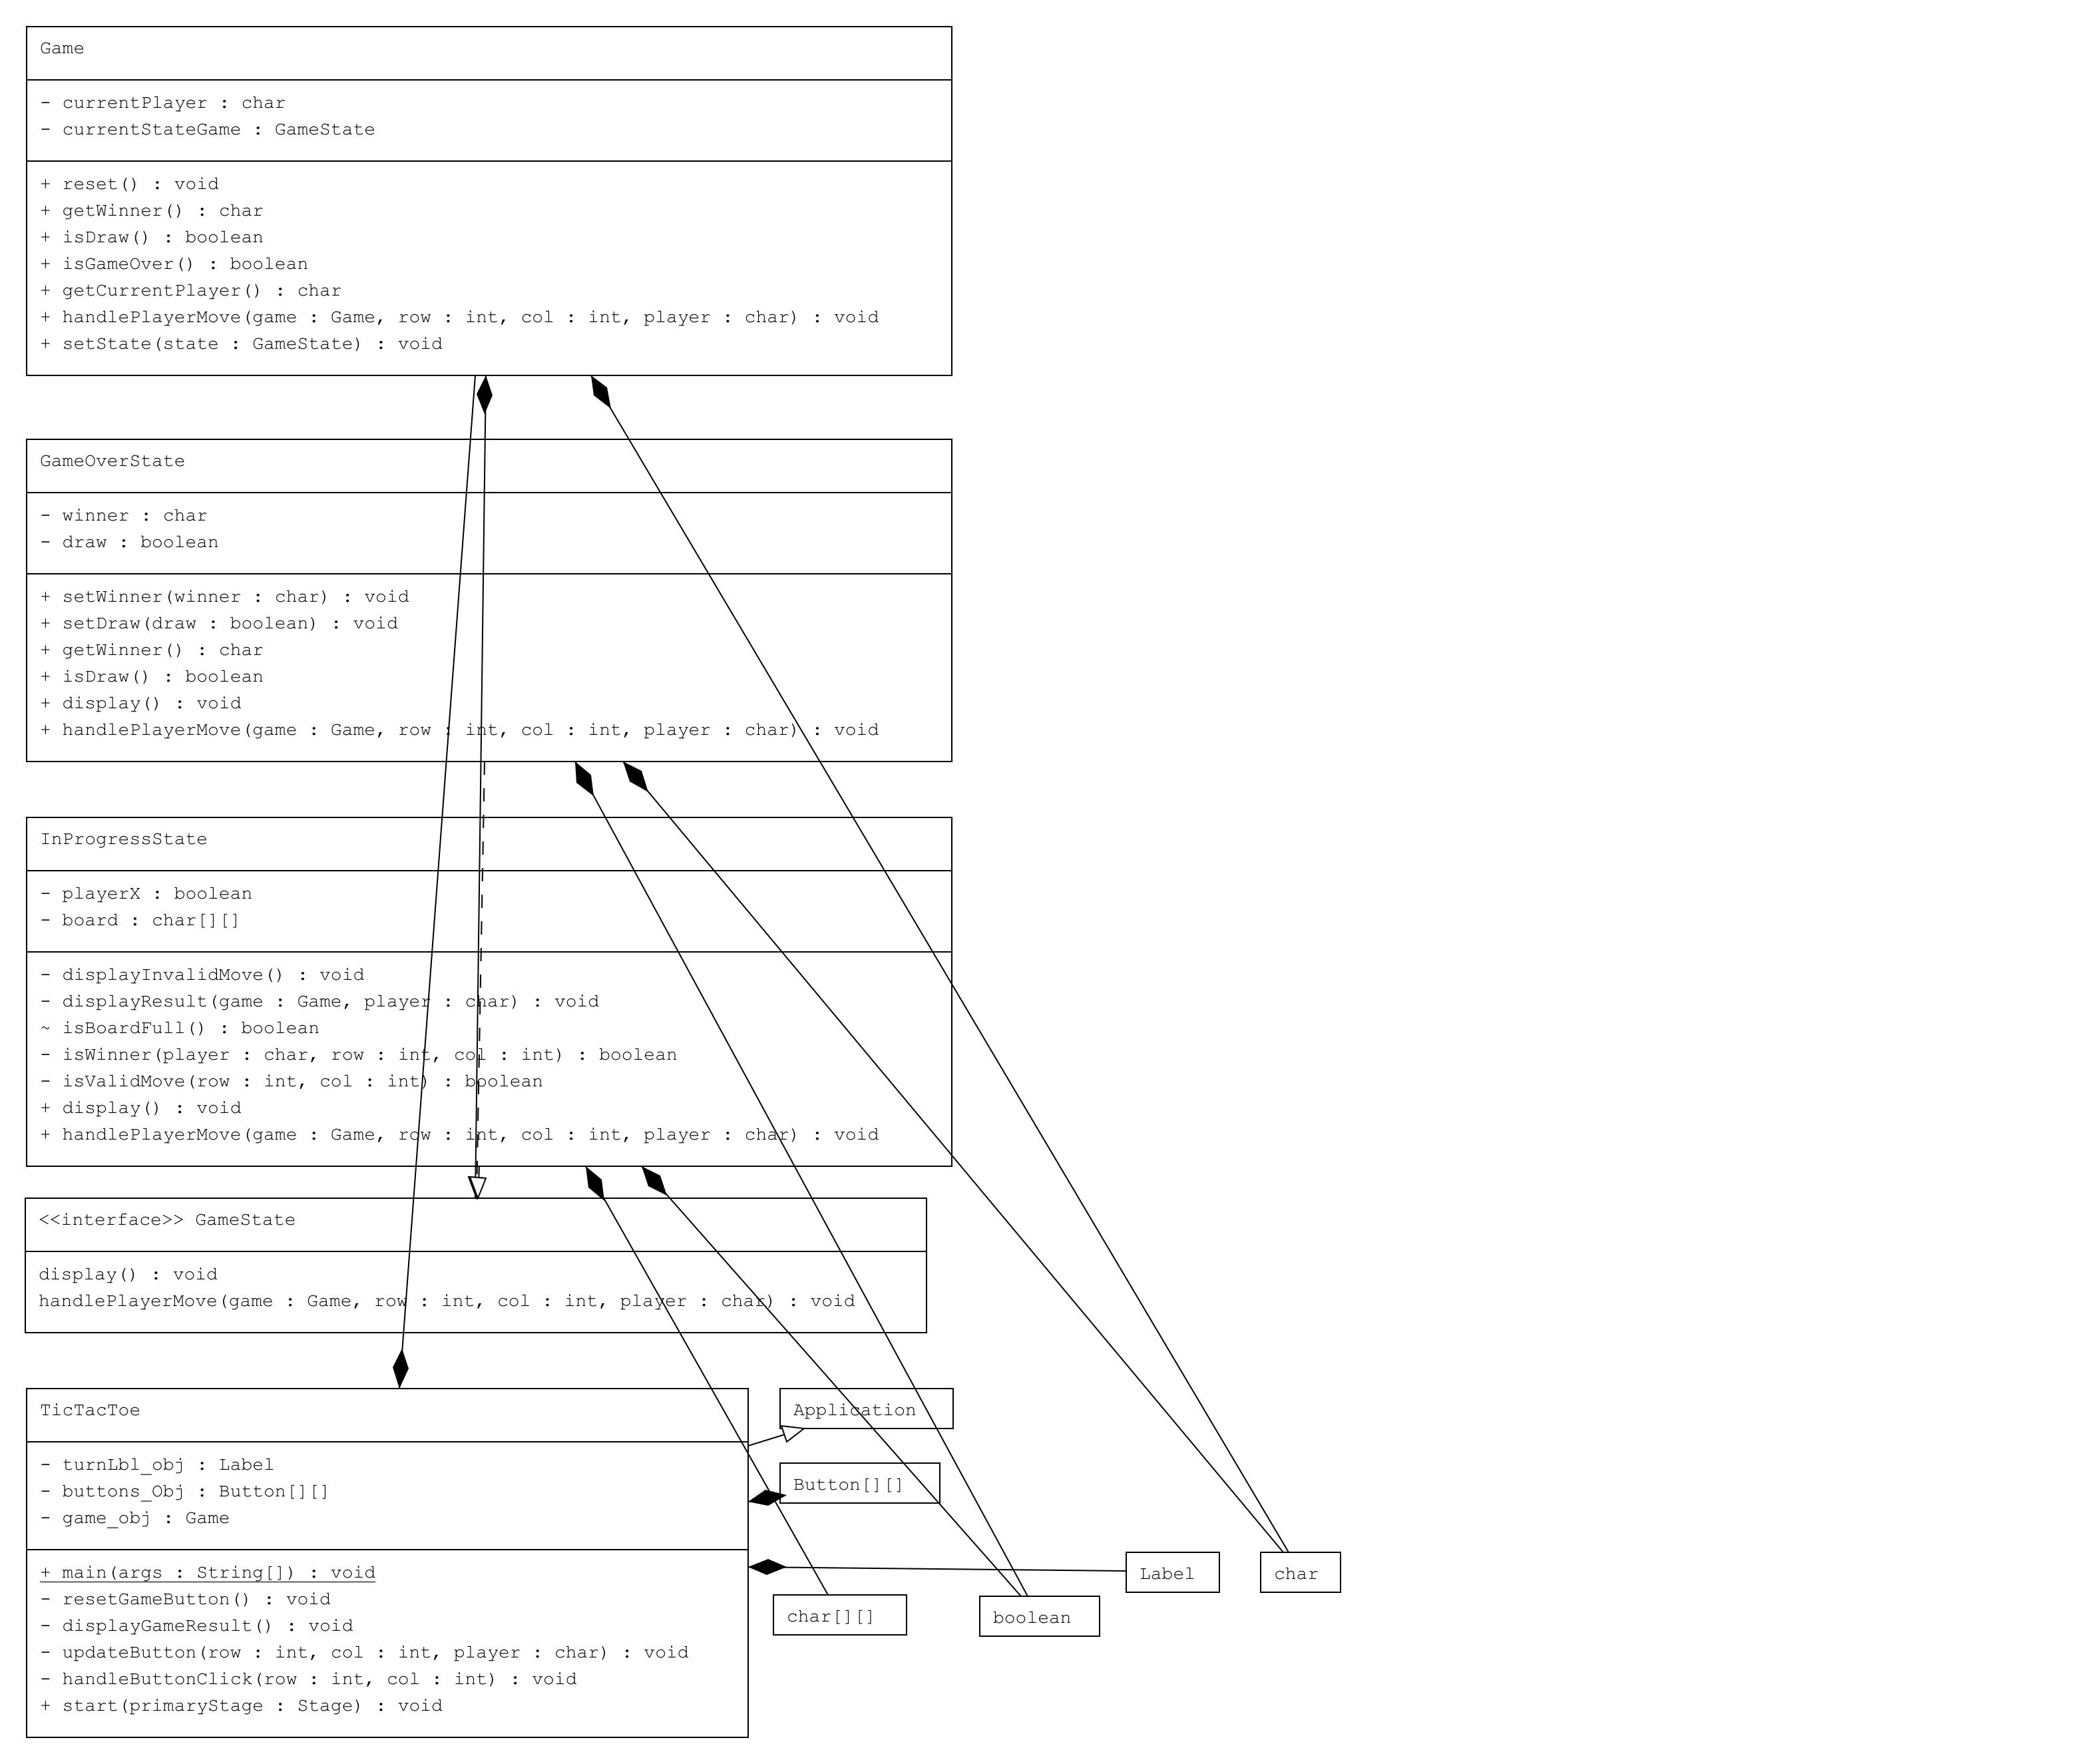 Game
- currentPlayer : char
- currentStateGame : GameState
+ reset() : void
+ getWinner() : char
+ isDraw() : boolean
+ isGameOver() : boolean
+ getCurrentPlayer() : char
+ handlePlayerMove(game : Game, row : int, col : int, player : char) : void
+ setState(state : GameState) : void
GameOverState
- winner : char
- draw : boolean
+ setWinner(winner : char) : void
+ setDraw(draw : boolean) : void
+ getWinner() : char
+ isDraw() : boolean
+ display() : void
+ handlePlayerMove(game : Game, row : int, col : int, player : char) : void
InProgressState
- playerX : boolean
- board : char[][]
- displayInvalidMove() : void
- displayResult(game : Game, player : char) : void
~ isBoardFull() : boolean
- isWinner(player : char, row : int, col : int) : boolean
- isValidMove(row : int, col : int) : boolean
+ display() : void
+ handlePlayerMove(game : Game, row : int, col : int, player : char) : void
<<interface>> GameState
display() : void
handlePlayerMove(game : Game, row : int, col : int, player : char) : void
TicTacToe
- turnLbl_obj : Label
- buttons_Obj : Button[][]
- game_obj : Game
+ main(args : String[]) : void
- resetGameButton() : void
- displayGameResult() : void
- updateButton(row : int, col : int, player : char) : void
- handleButtonClick(row : int, col : int) : void
+ start(primaryStage : Stage) : void
Application
Button[][]
Label
char
char[][]
boolean